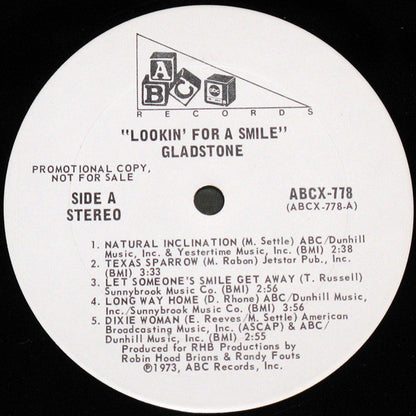 A
B C abc
RECORDS
"LOOKIN' FOR A SMILE"
GLADSTONE
PROMOTIONAL COPY,
NOT FOR SALE
SIDE A
STEREO
ABCX-778
(ABCX-778-A)
1. NATURAL INCLINATION (M. Settle) ABC/Dunhill
Music, Inc. & Yestertime Music, Inc. (BMI) 2:38
2. TEXAS SPARROW (M. Rabon) Jetstar Pub., Inc.
(BMI) 3:33
3. LET SOMEONE'S SMILE GET AWAY (T. Russell)
Sunnybrook Music Co. (BMI) 2:56
4. LONG WAY HOME (D. Rhone) ABC/Dunhill Music,
Inc./Sunnybrook Music Co. (BMI) 3:56
5. DIXIE WOMAN (E. Reeves/M. Settle) American
Broadcasting Music, Inc. (ASCAP) & ABC/
Dunhill Music, Inc. (BMI) 2:55
Produced for RHB Productions by
Robin Hood Brians & Randy Fouts
℗1973, ABC Records, Inc.